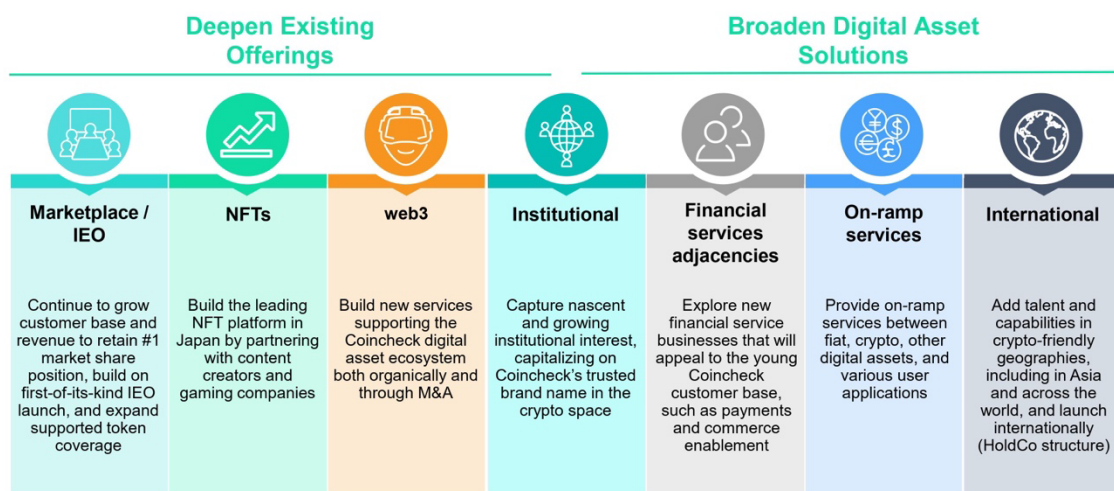 Deepen Existing
Offerings
Broaden Digital Asset
Solutions
Marketplace /
IEO
Continue to grow
customer base and
revenue to retain #1
market share
position, build on
first-of-its-kind IEO
launch, and expand
supported token
coverage
NFTs
Build the leading
NFT platform in
Japan by partnering
with content
creators and
gaming companies
web3
Build new services
supporting the
Coincheck digital
asset ecosystem
both organically and
through M&A
Institutional
Capture nascent
and growing
institutional interest,
capitalizing on
Coincheck's trusted
brand name in the
crypto space
Financial
services
adjacencies
Explore new
financial service
businesses that will
appeal to the young
Coincheck
customer base,
such as payments
and commerce
enablement
¥
$
€
£
On-ramp
services
Provide on-ramp
services between
fiat, crypto, other
digital assets, and
various user
applications
International
Add talent and
capabilities in
crypto-friendly
geographies,
including in Asia
and across the
world, and launch
internationally
(HoldCo structure)